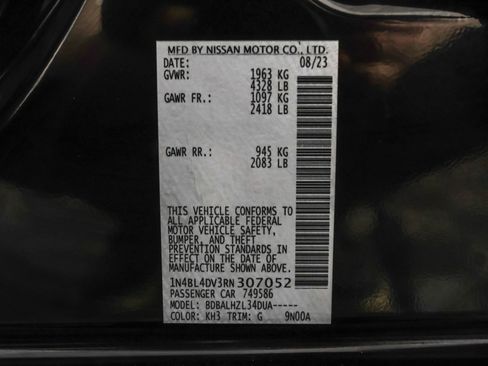 MFD BY NISSAN MOTOR CO., LTD.
DATE: 08/23
GVWR: 1963 KG
4328 LB
GAWR FR.: 1097 KG
2418 LB
GAWR RR.: 945 KG
2083 LB
THIS VEHICLE CONFORMS TO
ALL APPLICABLE FEDERAL
MOTOR VEHICLE SAFETY,
BUMPER, AND THEFT
PREVENTION STANDARDS IN
EFFECT ON THE DATE OF
MANUFACTURE SHOWN ABOVE.
1N4BL4DV3RN307052
PASSENGER CAR 749586
MODEL: BDBALHZL34DUA-----
COLOR: KH3 TRIM: G 9N00A